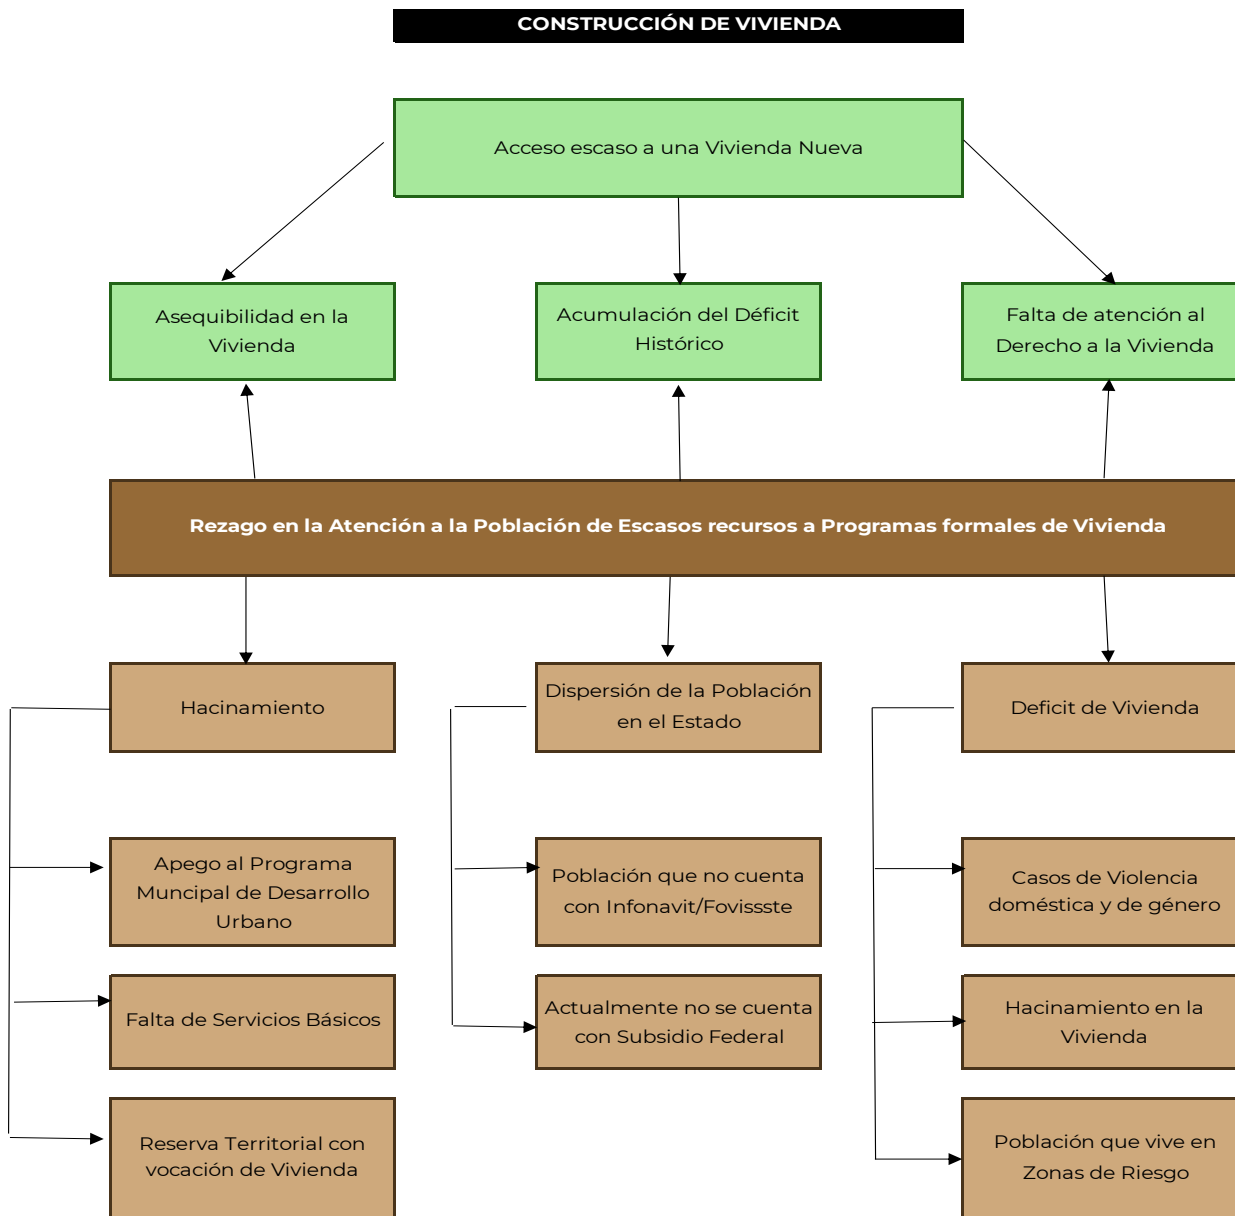 CONSTRUCCIÓN DE VIVIENDA
Acceso escaso a una Vivienda Nueva
Asequibilidad en la
Vivienda
Acumulación del Déficit
Histórico
Falta de atención al
Derecho a la Vivienda
Rezago en la Atención a la Población de Escasos recursos a Programas formales de Vivienda
Hacinamiento
Dispersión de la Población
en el Estado
Deficit de Vivienda
Apego al Programa
Muncipal de Desarrollo
Urbano
Población que no cuenta
con Infonavit/Fovissste
Casos de Violencia
doméstica y de género
Falta de Servicios Básicos
Actualmente no se cuenta
con Subsidio Federal
Hacinamiento en la
Vivienda
Reserva Territorial con
vocación de Vivienda
Población que vive en
Zonas de Riesgo